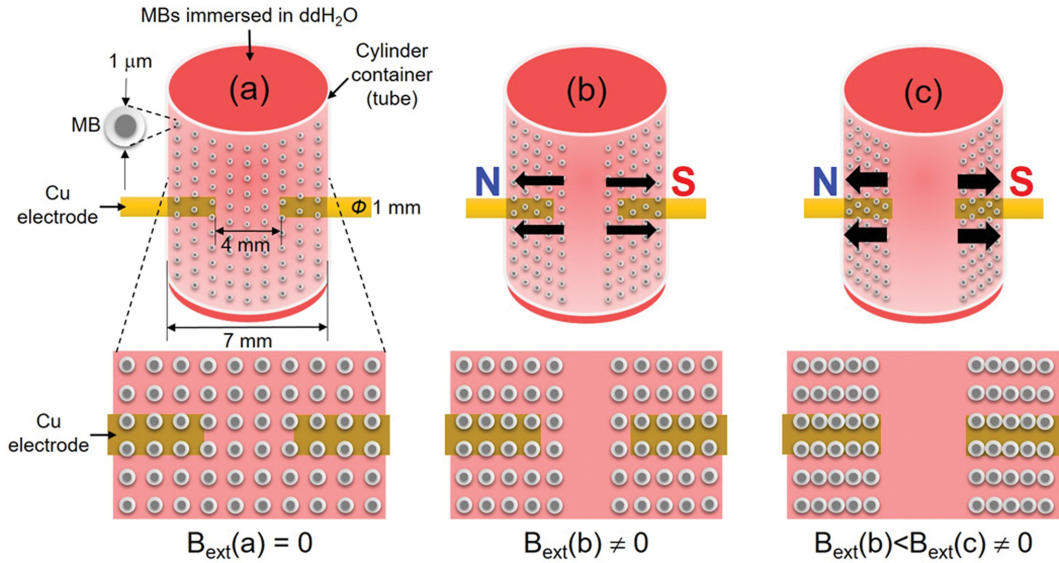 MBs immersed in ddH₂O
1 μm
MB
Cylinder
container
(tube)
(a)
Cu
electrode
Φ 1 mm
4 mm
7 mm
(b)
N
S
(c)
N
S
Cu
electrode
Bext(a) = 0
Bext(b) ≠ 0
Bext(b)<Bext(c) ≠ 0